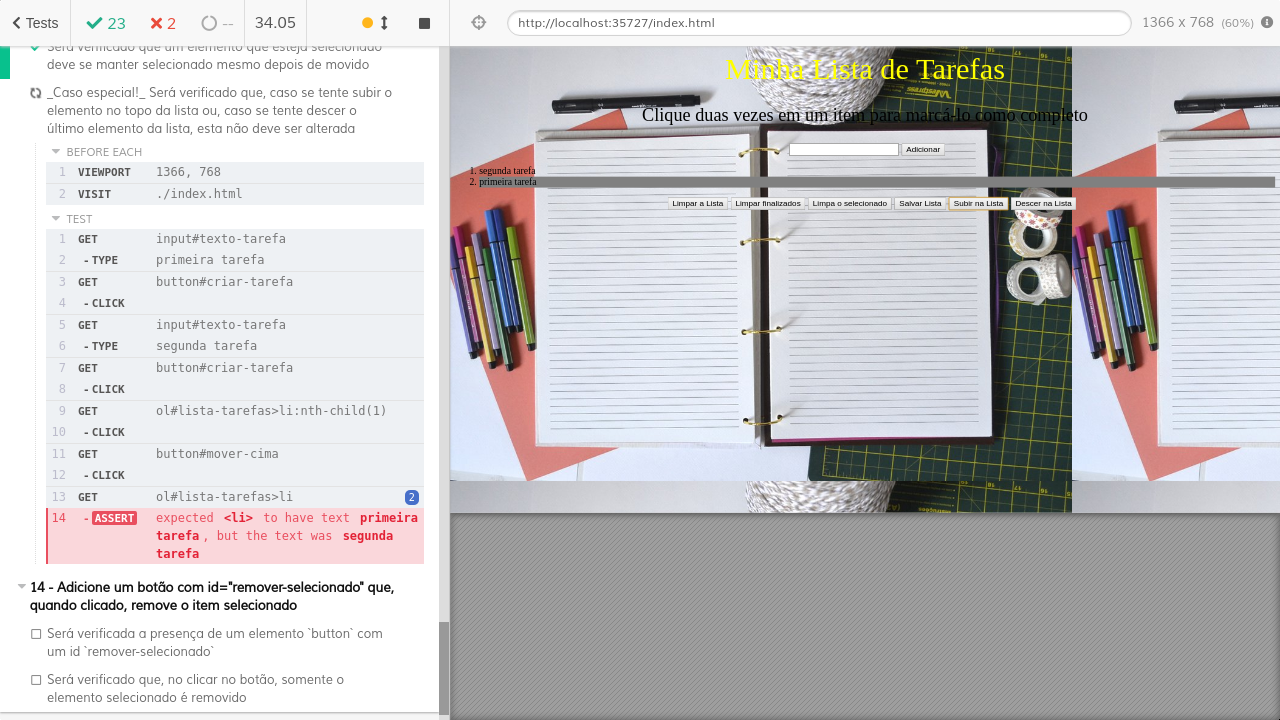 Tests
23
2
--
34.05
http://localhost:35727/index.html
1366 x 768 (60%)
Será verificado que um elemento que esteja selecionado
deve se manter selecionado mesmo depois de movido
_Caso especial!_ Será verificado que, caso tente subir o
elemento no topo da lista ou, caso se tente descer o
último elemento da lista, esta não deve ser alterada
BEFORE EACH
1 VIEWPORT 1366, 768
2 VISIT ./index.html
TEST
1 GET input#texto-tarefa
2 -TYPE primeira tarefa
3 GET button#criar-tarefa
4 -CLICK
5 GET input#texto-tarefa
6 -TYPE segunda tarefa
7 GET button#criar-tarefa
8 -CLICK
9 GET ol#lista-tarefas>li:nth-child(1)
10 -CLICK
11 GET button#mover-cima
12 -CLICK
13 GET ol#lista-tarefas>li 2
14 -ASSERT expected <li> to have text primeira
tarefa, but the text was segunda
tarefa
14 - Adicione um botão com id="remover-selecionado" que,
quando clicado, remove o item selecionado
Será verificada a presença de um elemento `button` com
um id `remover-selecionado`
Será verificado que, no clicar no botão, somente o
elemento selecionado é removido
Minha Lista de Tarefas
Clique duas vezes em um item para marcá-lo como completo
Adicionar
1. segunda tarefa
2. primeira tarefa
Limpar a Lista Limpar finalizados Limpa o selecionado Salvar Lista Subir na Lista Descer na Lista